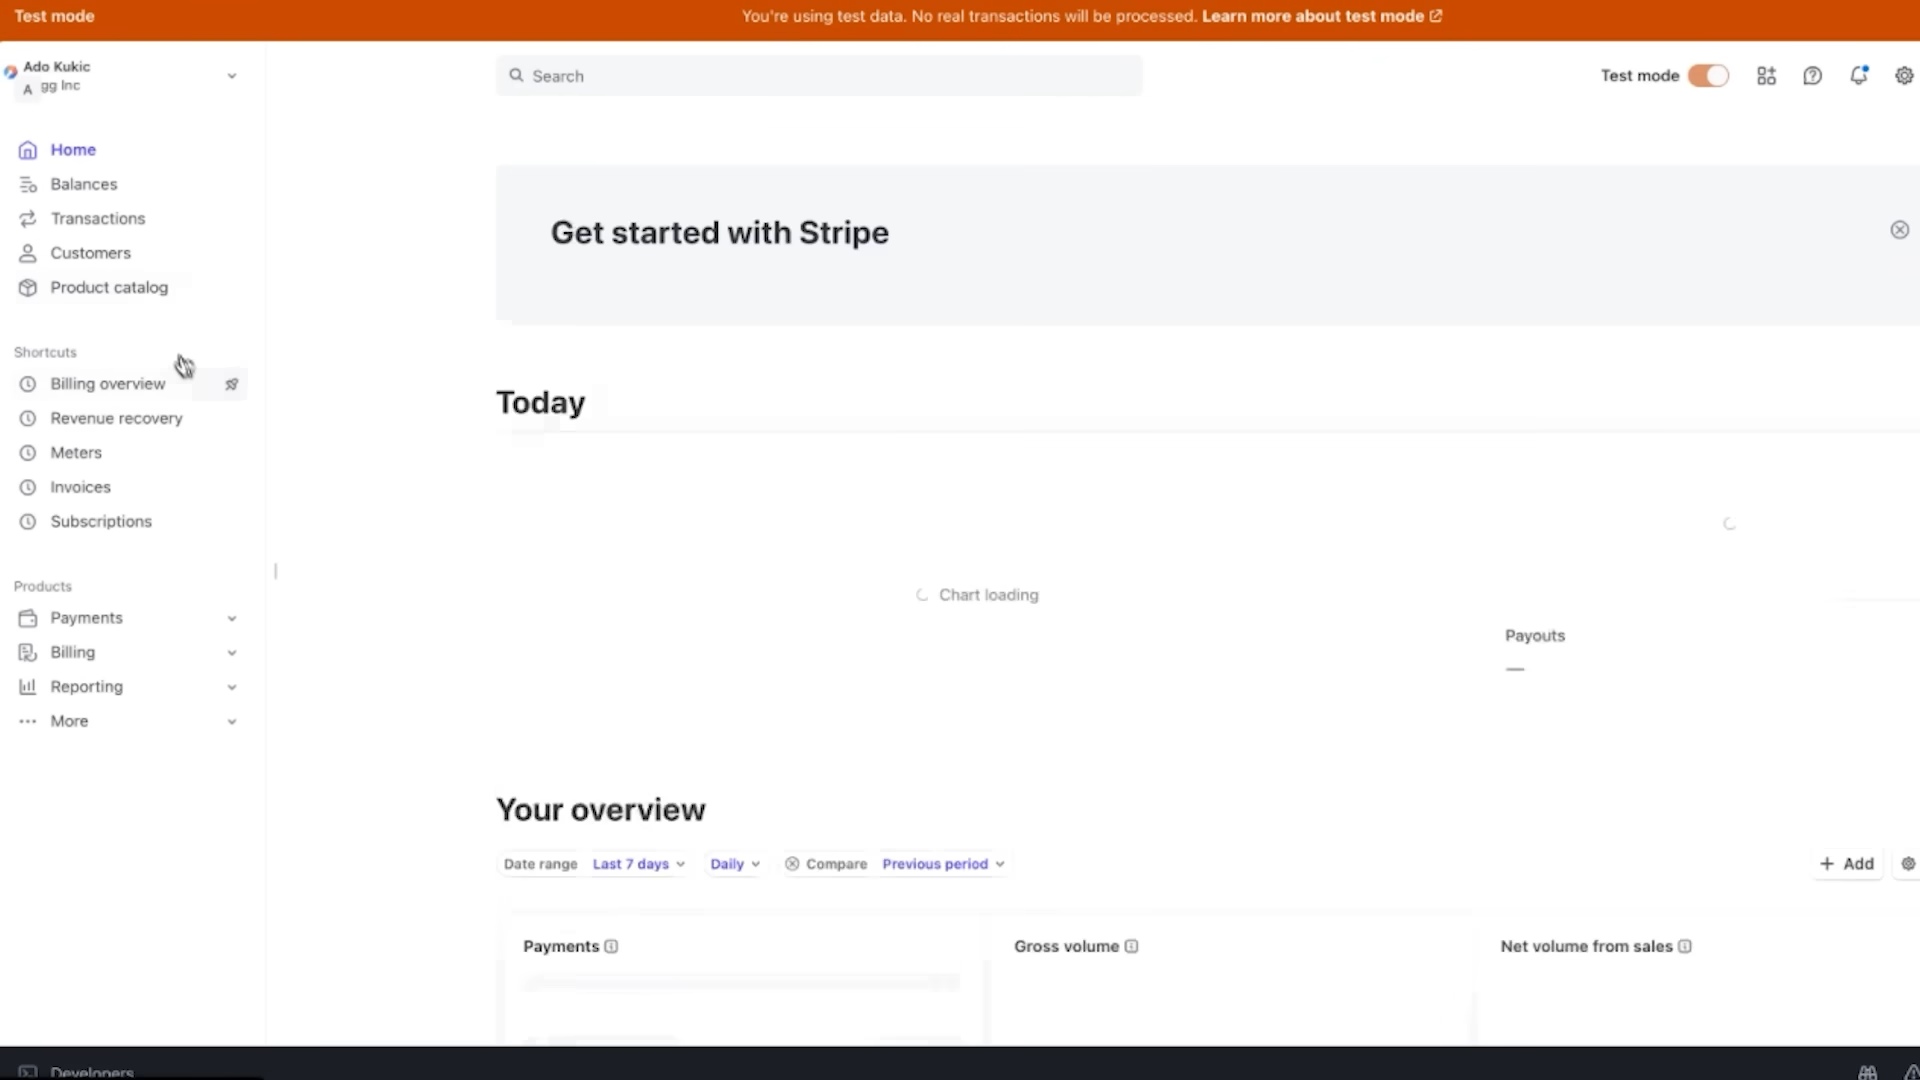 Test mode
You're using test data. No real transactions will be processed. Learn more about test mode
Ado Kukic
A gg Inc
Search
Test mode
Home
Balances
Transactions
Customers
Product catalog
Shortcuts
Billing overview
Revenue recovery
Meters
Invoices
Subscriptions
Products
Payments
Billing
Reporting
More
Get started with Stripe
Today
Chart loading
Payouts
—
Your overview
Date range Last 7 days Daily Compare Previous period
+ Add
Payments
Gross volume
Net volume from sales
Developers